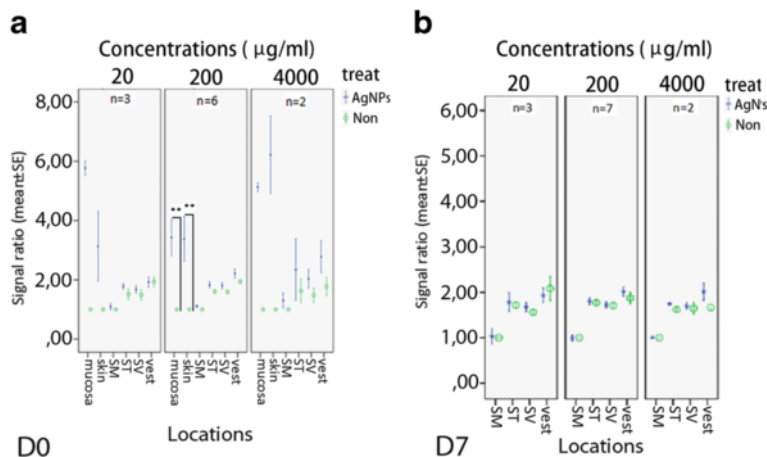 a
Concentrations ( μg/ml)
20 200 4000 treat
n=3 n=6 n=2
AgNPs
Non
Signal ratio (mean±SE)
8,00
6,00
4,00
2,00
,00
** **
mucosa skin SM ST SV vest mucosa skin SM ST SV vest mucosa skin SM ST SV vest
D0 Locations
b
Concentrations ( μg/ml)
20 200 4000 treat
n=3 n=7 n=2
AgN's
Non
Signal ratio (mean±SE)
6,00
5,00
4,00
3,00
2,00
1,00
,00
SM ST SV vest SM ST SV vest SM ST SV vest
D7 Locations